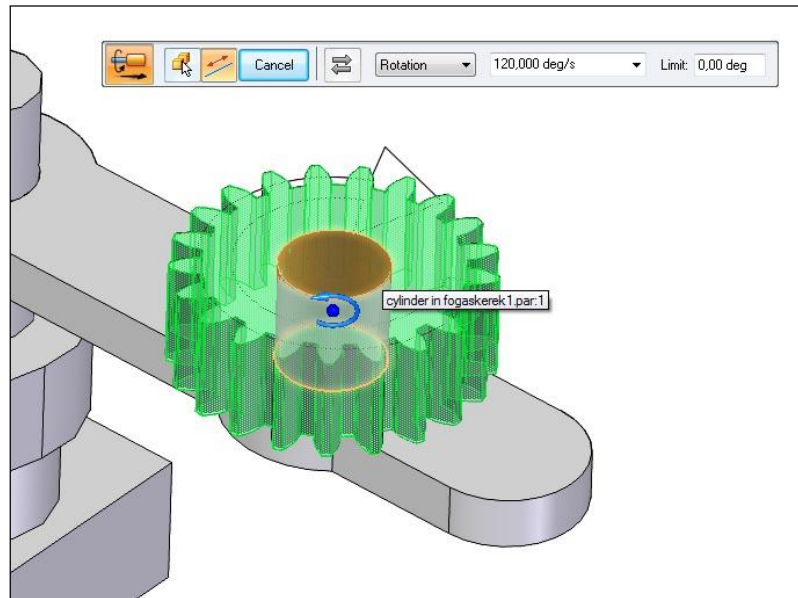 Cancel Rotation 120,000 deg/s Limit: 0,00 deg
cylinder in fogaskerek1.par:1